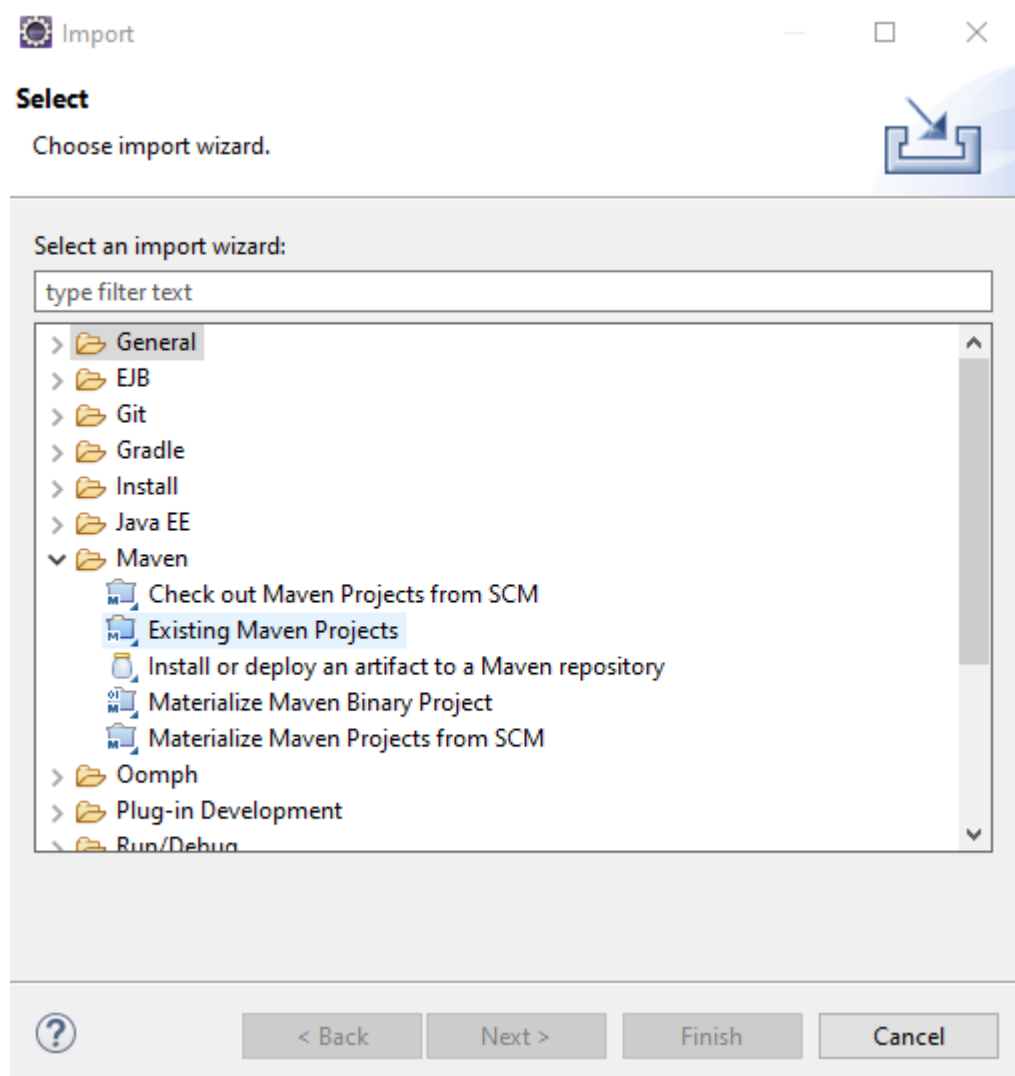 Import
Select
Choose import wizard.
Select an import wizard:
type filter text
General
EJB
Git
Gradle
Install
Java EE
Maven
Check out Maven Projects from SCM
Existing Maven Projects
Install or deploy an artifact to a Maven repository
Materialize Maven Binary Project
Materialize Maven Projects from SCM
Oomph
Plug-in Development
Run/Debug
?
< Back
Next >
Finish
Cancel